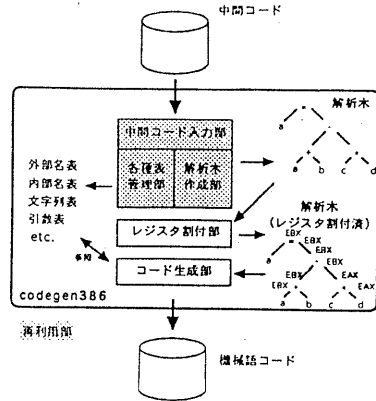 中間コード
中間コード入力部
各種表
管理部
解析木
作成部
解析木
a
a b c d
外部名表
内部名表
文字列表
引数表
etc.
参照
レジスタ割付部
コード生成部
解析木
(レジスタ割付済)
EBX
EBX
a EBX
EBX EAX
EBX EAX
a b c d
codegen386
再利用部
機械語コード